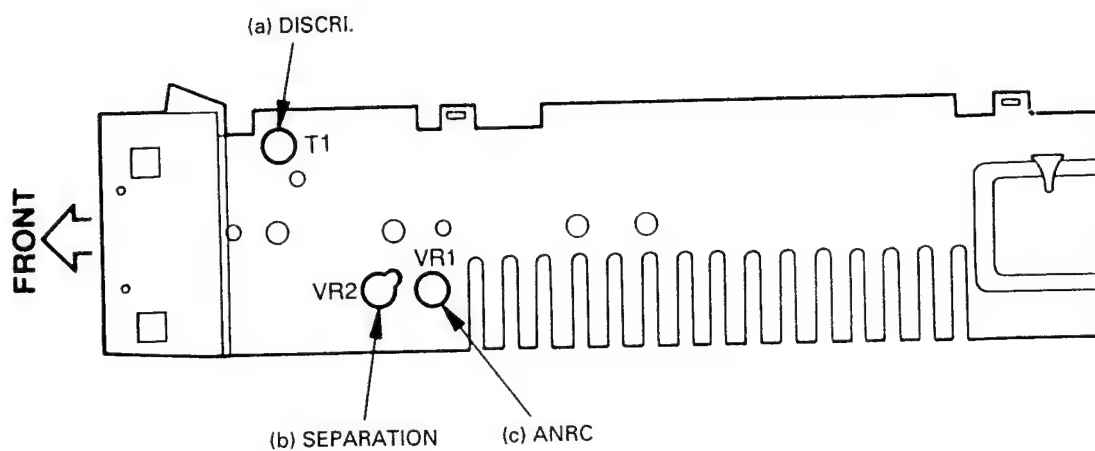 (a) DISCRI.
T1
FRONT
VR1
VR2
(b) SEPARATION
(c) ANRC